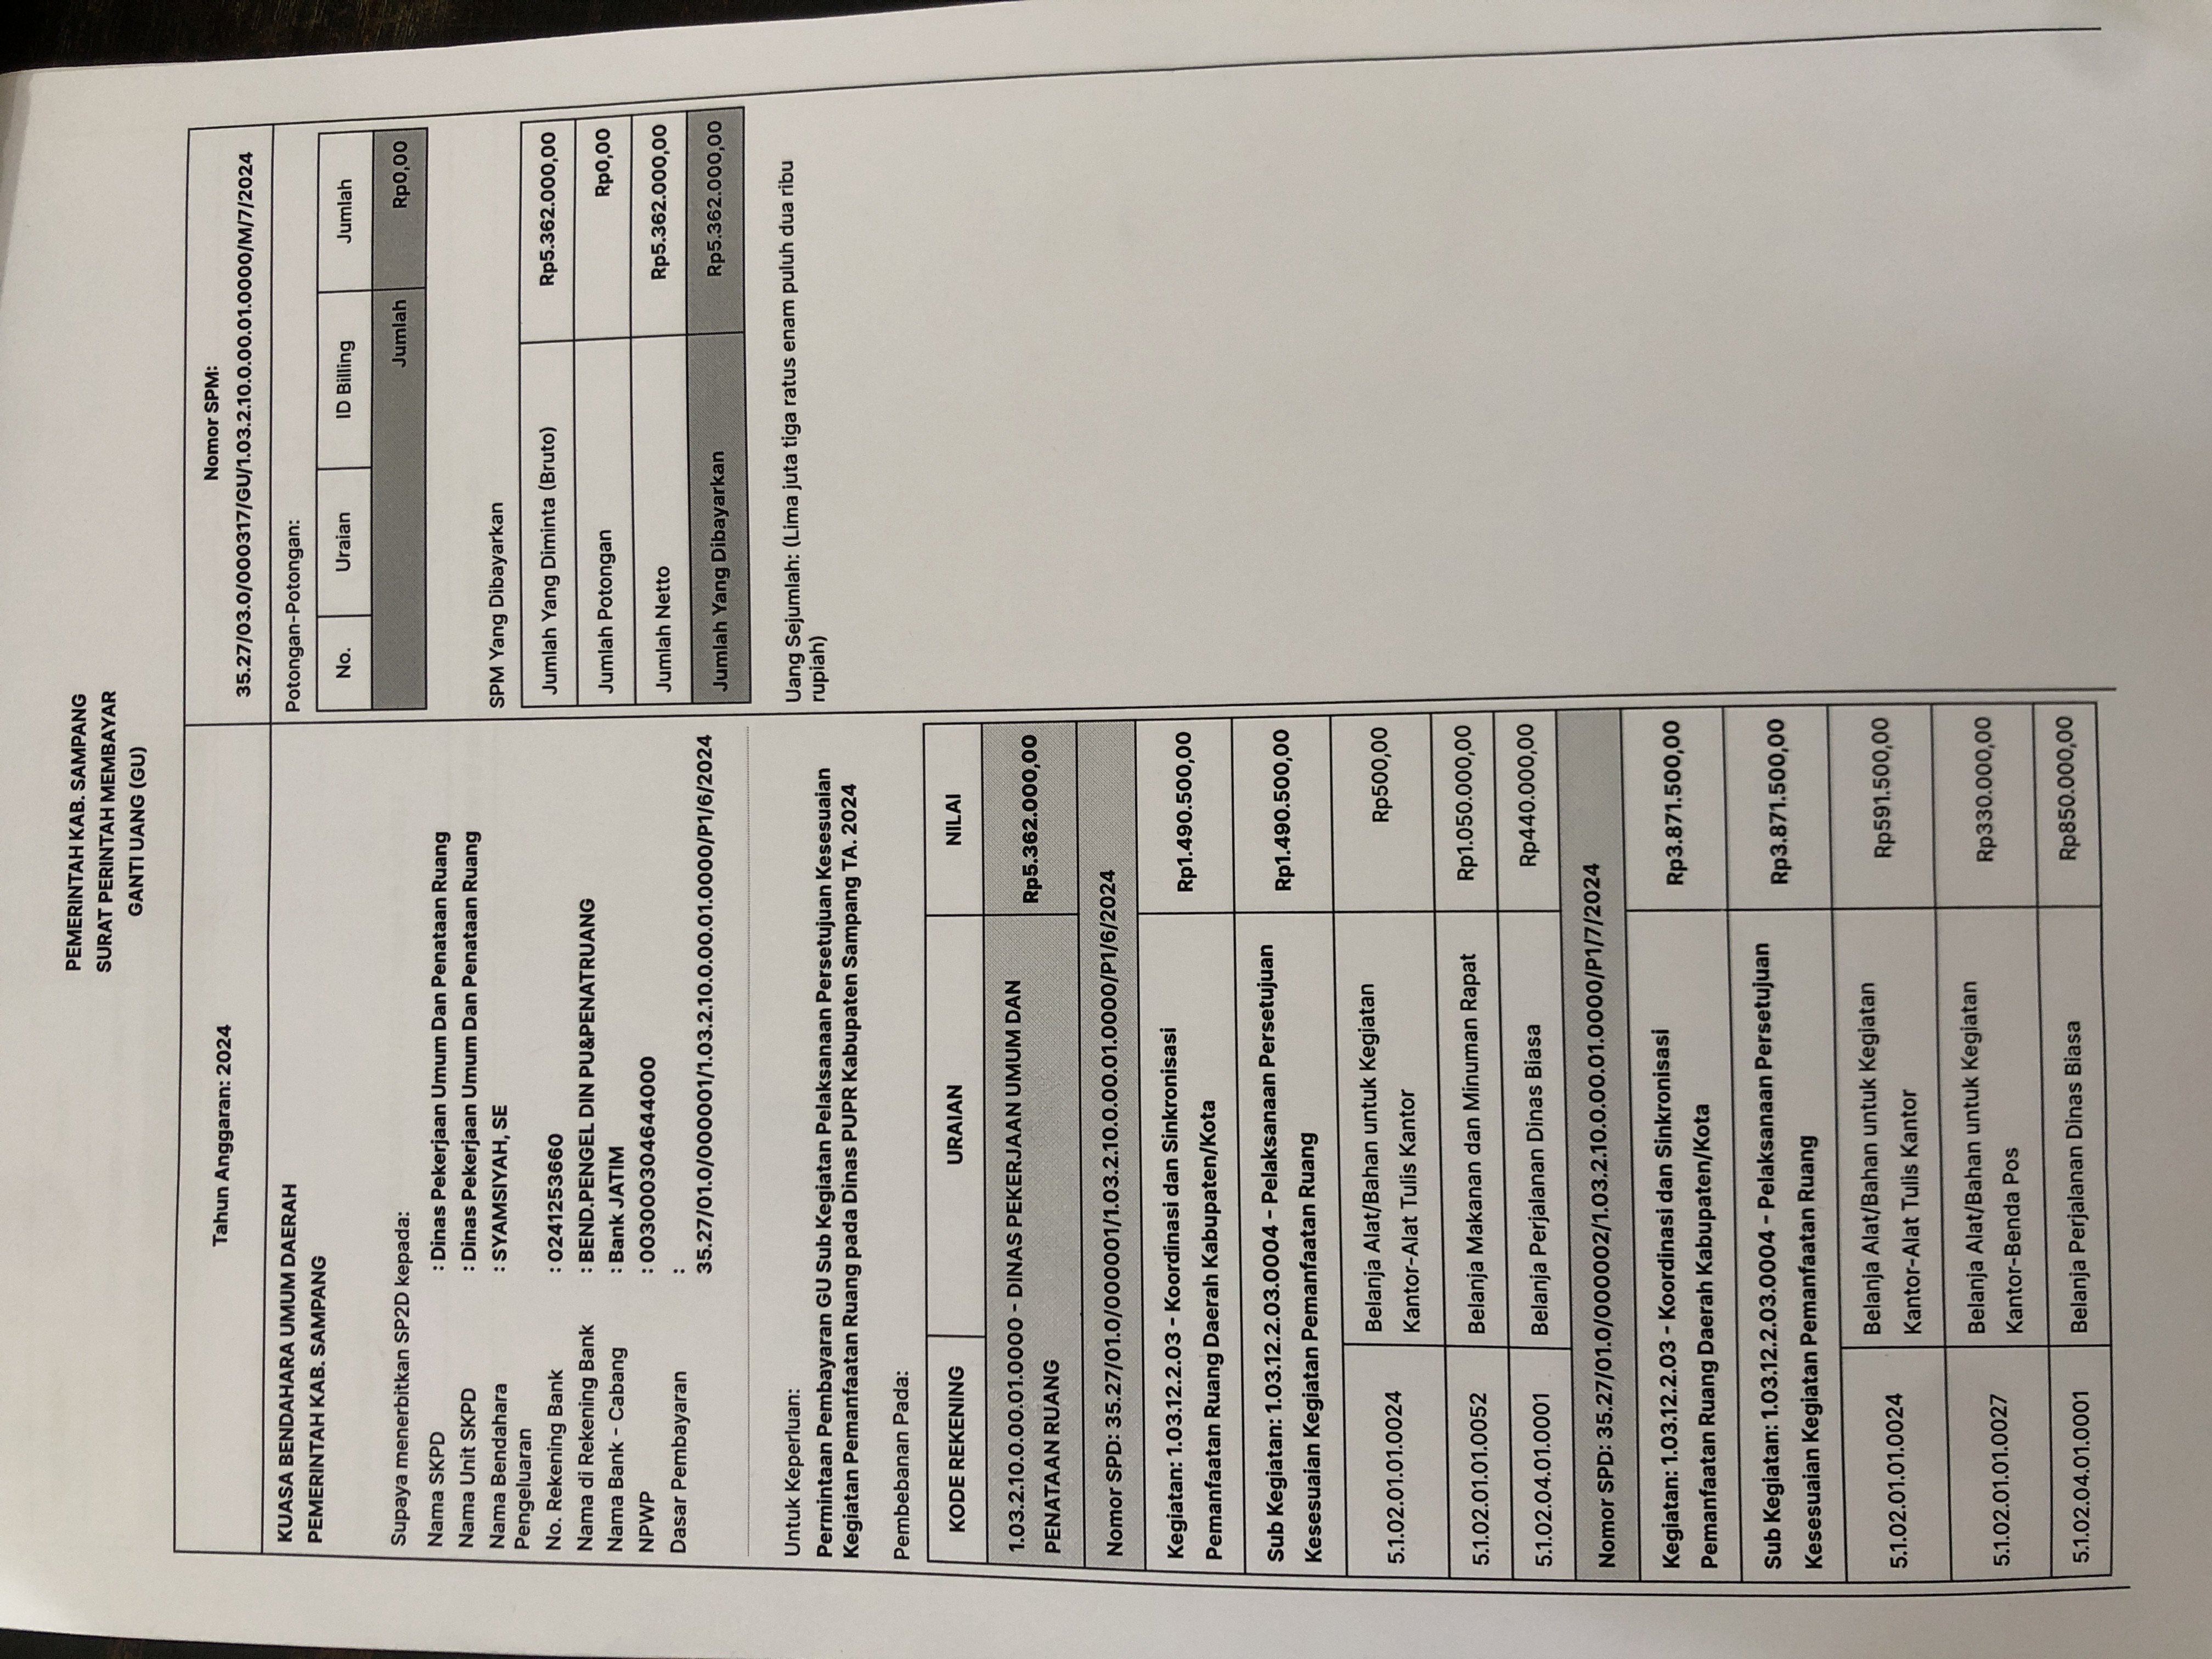 PEMERINTAH KAB. SAMPANG
SURAT PERINTAH MEMBAYAR
GANTI UANG (GU)
Tahun Anggaran: 2024
Nomor SPM:
35.27/03.0/000317/GU/1.03.2.10.0.00.01.0000/M/7/2024
KUASA BENDAHARA UMUM DAERAH
PEMERINTAH KAB. SAMPANG
Supaya menerbitkan SP2D kepada:
Nama SKPD : Dinas Pekerjaan Umum Dan Penataan Ruang
Nama Unit SKPD : Dinas Pekerjaan Umum Dan Penataan Ruang
Nama Bendahara : SYAMSIYAH, SE
Pengeluaran
No. Rekening Bank : 0241253660
Nama di Rekening Bank : BEND.PENGEL DIN PU&PENATRUANG
Nama Bank - Cabang : Bank JATIM
NPWP : 003000304644000
Dasar Pembayaran :
35.27/01.0/000001/1.03.2.10.0.00.01.0000/P1/6/2024
Untuk Keperluan:
Permintaan Pembayaran GU Sub Kegiatan Pelaksanaan Persetujuan Kesesuaian
Kegiatan Pemanfaatan Ruang pada Dinas PUPR Kabupaten Sampang TA. 2024
Pembebanan Pada:
KODE REKENING URAIAN NILAI
1.03.2.10.0.00.01.0000 - DINAS PEKERJAAN UMUM DAN
PENATAAN RUANG
Rp5.362.000,00
Nomor SPD: 35.27/01.0/000001/1.03.2.10.0.00.01.0000/P1/6/2024
Kegiatan: 1.03.12.2.03 - Koordinasi dan Sinkronisasi
Pemanfaatan Ruang Daerah Kabupaten/Kota
Rp1.490.500,00
Sub Kegiatan: 1.03.12.2.03.0004 - Pelaksanaan Persetujuan
Kesesuaian Kegiatan Pemanfaatan Ruang
Rp1.490.500,00
5.1.02.01.01.0024
Belanja Alat/Bahan untuk Kegiatan
Kantor-Alat Tulis Kantor
Rp500,00
5.1.02.01.01.0052 Belanja Makanan dan Minuman Rapat Rp1.050.000,00
5.1.02.04.01.0001 Belanja Perjalanan Dinas Biasa Rp440.000,00
Nomor SPD: 35.27/01.0/000002/1.03.2.10.0.00.01.0000/P1/7/2024
Kegiatan: 1.03.12.2.03 - Koordinasi dan Sinkronisasi
Pemanfaatan Ruang Daerah Kabupaten/Kota
Rp3.871.500,00
Sub Kegiatan: 1.03.12.2.03.0004 - Pelaksanaan Persetujuan
Kesesuaian Kegiatan Pemanfaatan Ruang
Rp3.871.500,00
5.1.02.01.01.0024
Belanja Alat/Bahan untuk Kegiatan
Kantor-Alat Tulis Kantor
Rp591.500,00
5.1.02.01.01.0027
Belanja Alat/Bahan untuk Kegiatan
Kantor-Benda Pos
Rp330.000,00
5.1.02.04.01.0001 Belanja Perjalanan Dinas Biasa Rp850.000,00
Potongan-Potongan:
No. Uraian ID Billing Jumlah
Jumlah Rp0,00
SPM Yang Dibayarkan
Jumlah Yang Diminta (Bruto) Rp5.362.000,00
Jumlah Potongan Rp0,00
Jumlah Netto Rp5.362.000,00
Jumlah Yang Dibayarkan Rp5.362.000,00
Uang Sejumlah: (Lima juta tiga ratus enam puluh dua ribu
rupiah)